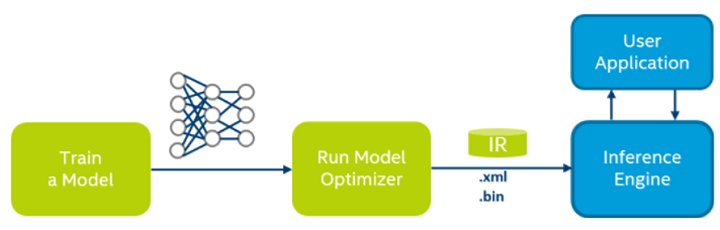 User
Application
Train
a Model
Run Model
Optimizer
IR
.xml
.bin
Inference
Engine